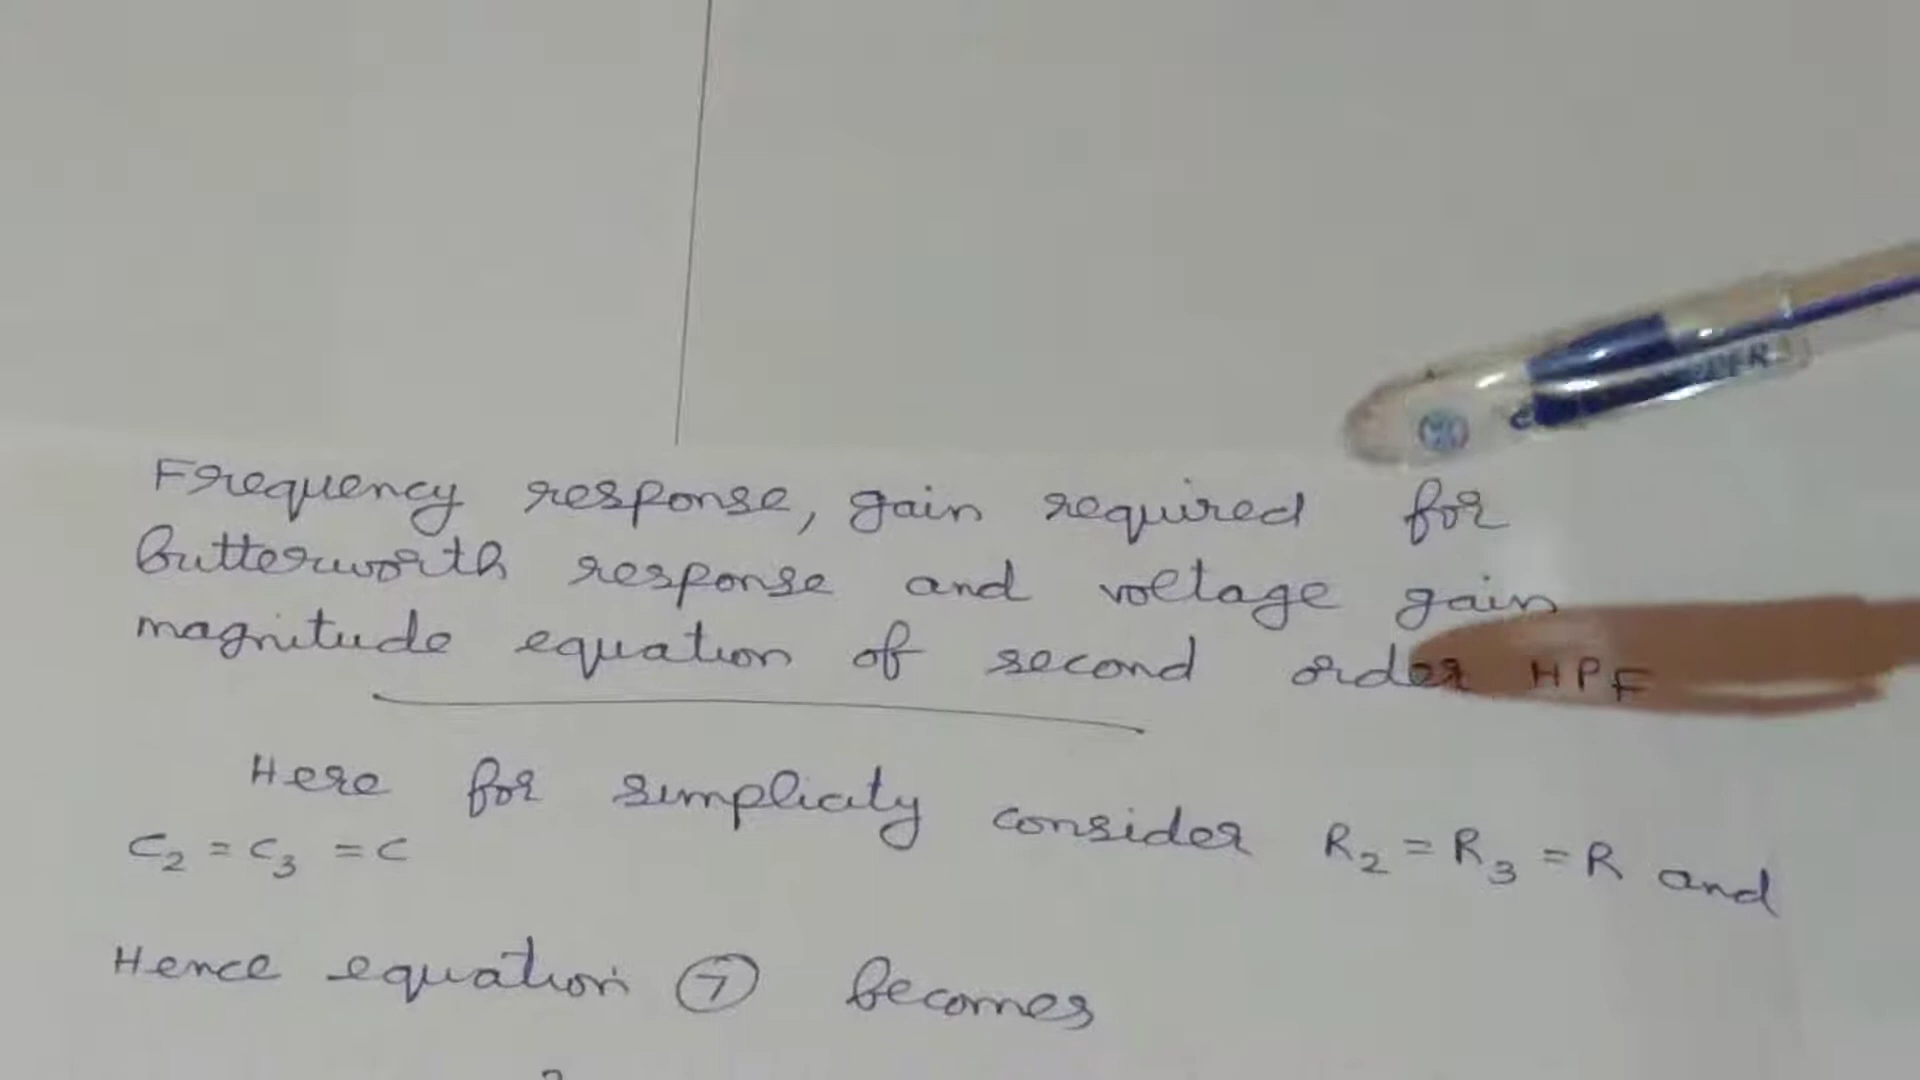 Frequency response, gain required for
butterworth response and voltage gain
magnitude equation of second order HPF
Here for simplicity consider R₂ = R₃ = R and
C₂ = C₃ = C
Hence equation ⑦ becomes